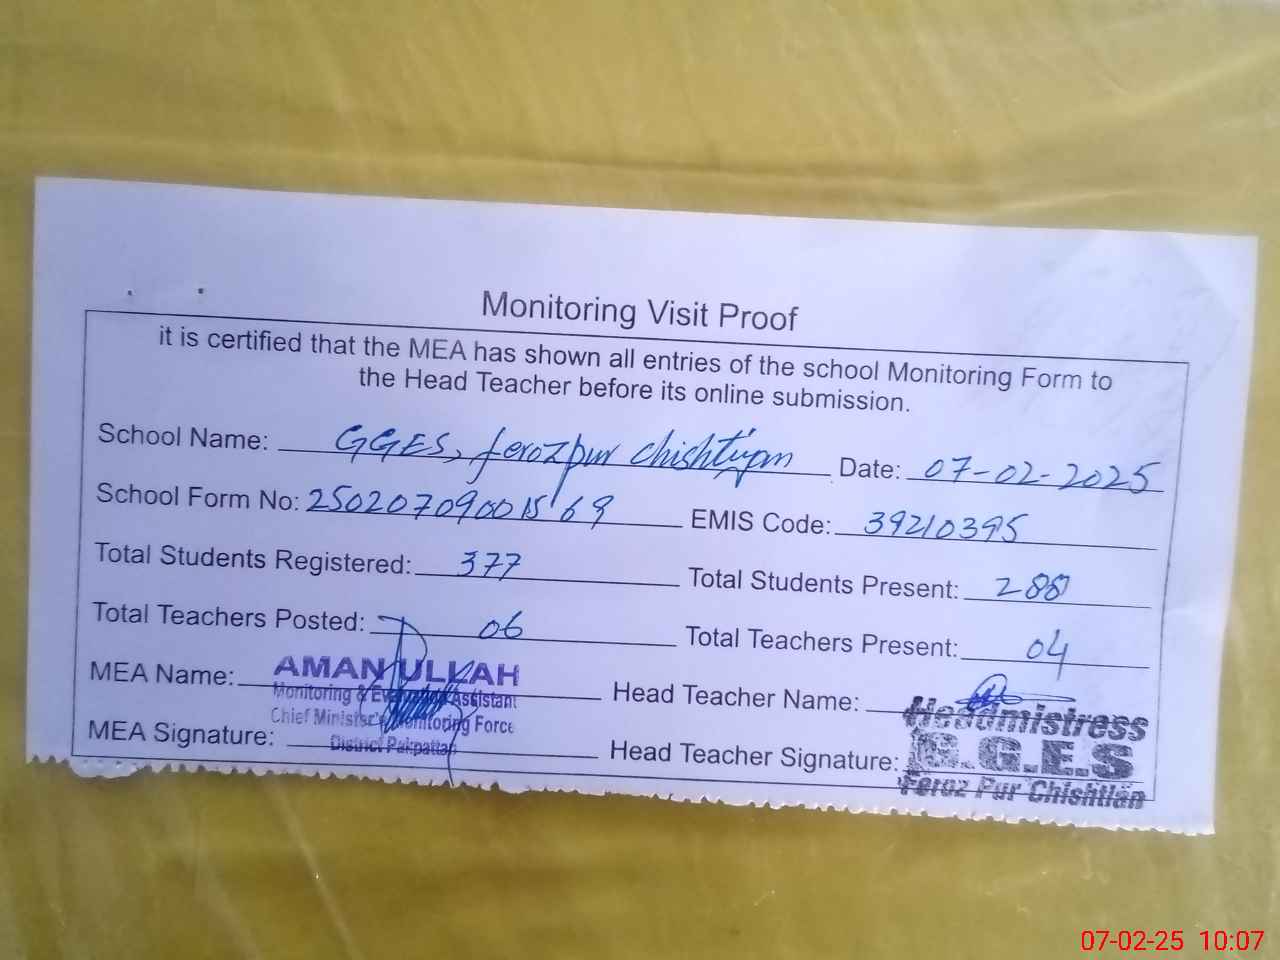 Monitoring Visit Proof
it is certified that the MEA has shown all entries of the school Monitoring Form to
the Head Teacher before its online submission.
School Name: GGES, ferozpur chishtian Date: 07-02-2025
School Form No: 25020709001569 EMIS Code: 39210395
Total Students Registered: 377 Total Students Present: 288
Total Teachers Posted: 06 Total Teachers Present: 04
MEA Name: AMAN ULLAH Head Teacher Name:
Monitoring & Evaluation Assistant Headmistress
Chief Minister's Monitoring Force G.G.E.S
MEA Signature: District Pakpattan Head Teacher Signature: Feroz Pur Chishtian
07-02-25 10:07